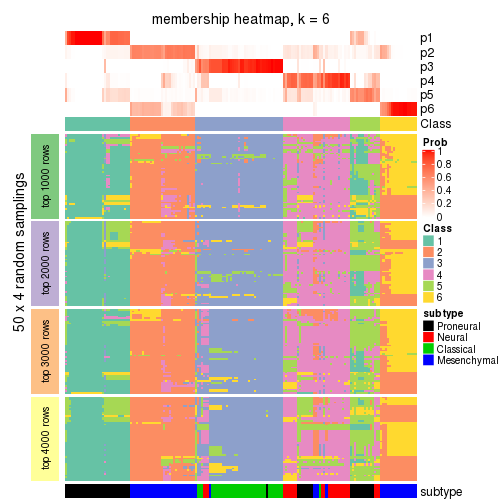 membership heatmap, k = 6
p1
p2
p3
p4
p5
p6
Class
50 x 4 random samplings
top 1000 rows
top 2000 rows
top 3000 rows
top 4000 rows
Prob
1
0.8
0.6
0.4
0.2
0
Class
1
2
3
4
5
6
subtype
Proneural
Neural
Classical
Mesenchymal
subtype